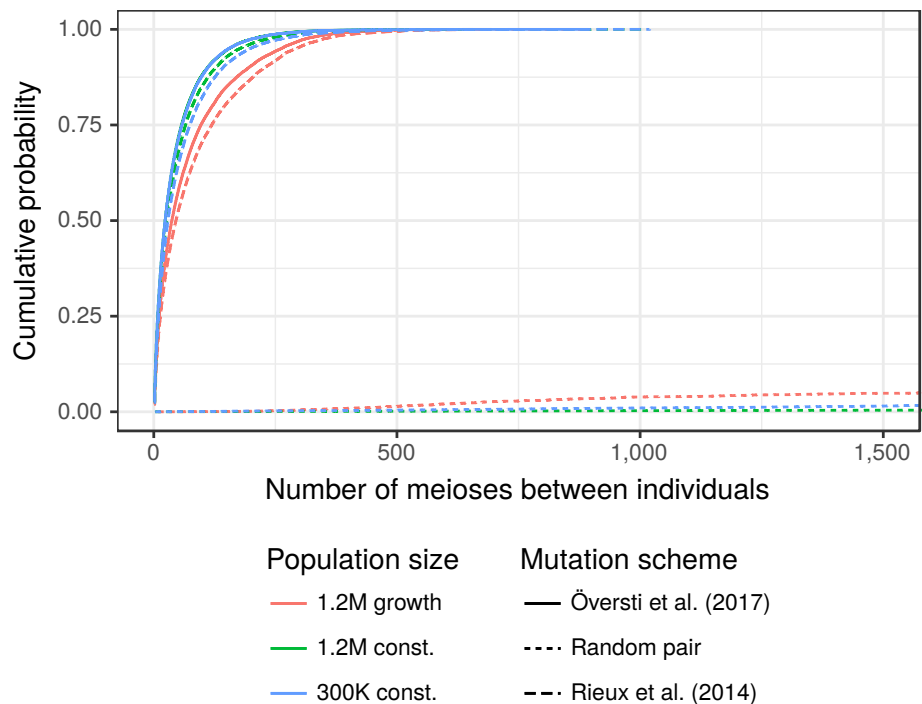 Cumulative probability
1.00
0.75
0.50
0.25
0.00
0
500
1,000
1,500
Number of meioses between individuals
Population size
1.2M growth
1.2M const.
300K const.
Mutation scheme
Översti et al. (2017)
Random pair
Rieux et al. (2014)